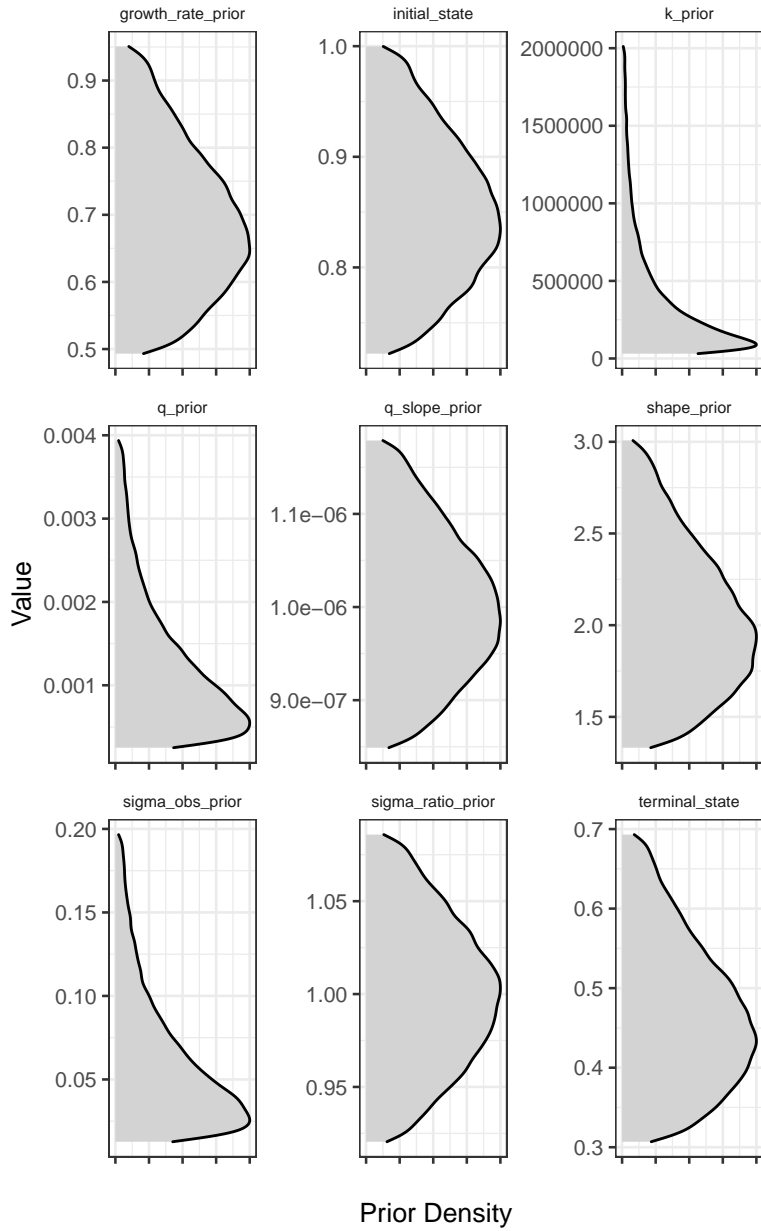 growth_rate_prior
initial_state
k_prior
0.9
0.8
0.7
0.6
0.5
1.0
0.9
0.8
2000000
1500000
1000000
500000
0
q_prior
q_slope_prior
shape_prior
0.004
0.003
0.002
0.001
1.1e−06
1.0e−06
9.0e−07
3.0
2.5
2.0
1.5
sigma_obs_prior
sigma_ratio_prior
terminal_state
0.20
0.15
0.10
0.05
1.05
1.00
0.95
0.7
0.6
0.5
0.4
0.3
Value
Prior Density